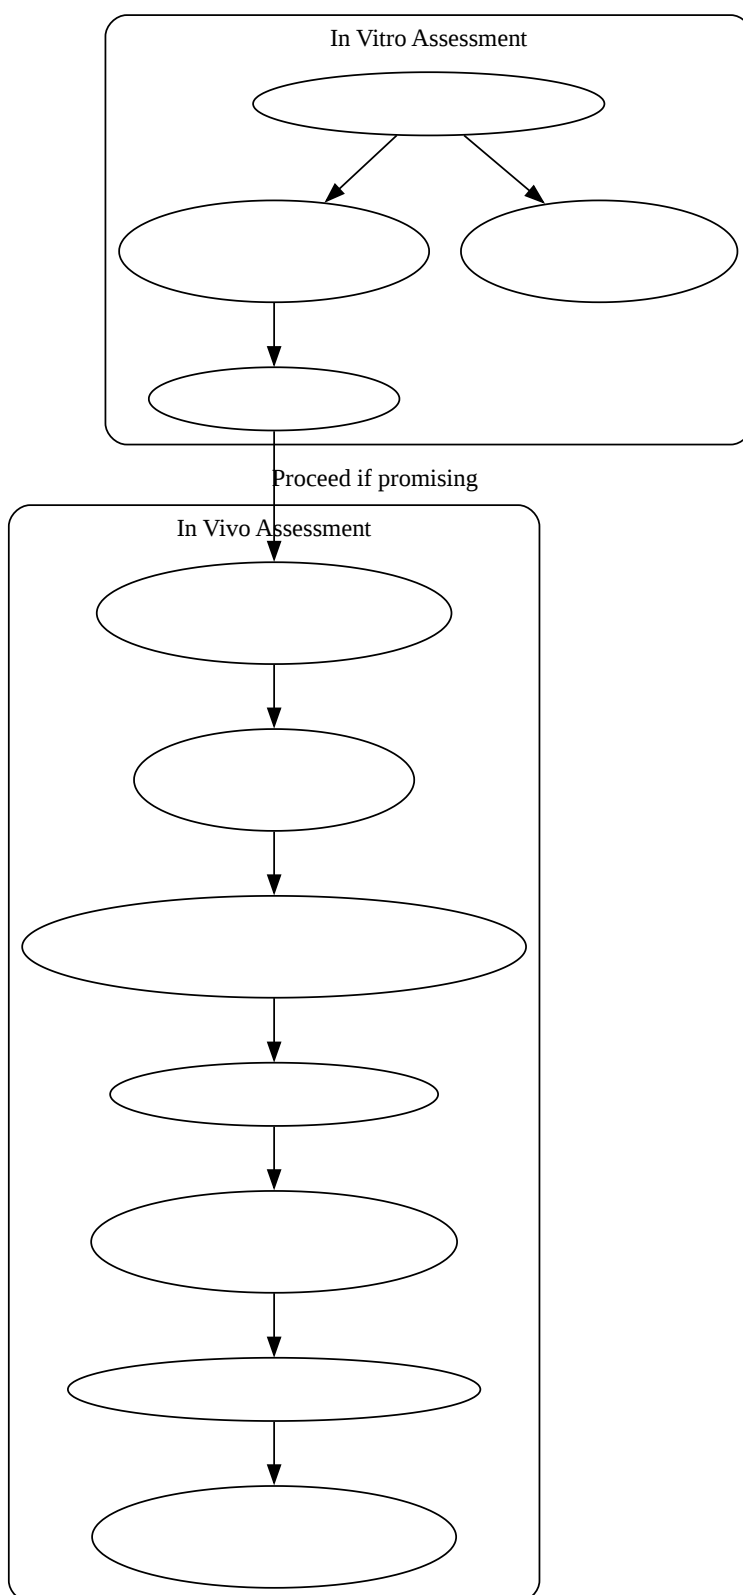 In Vitro Assessment
Proceed if promising
In Vivo Assessment